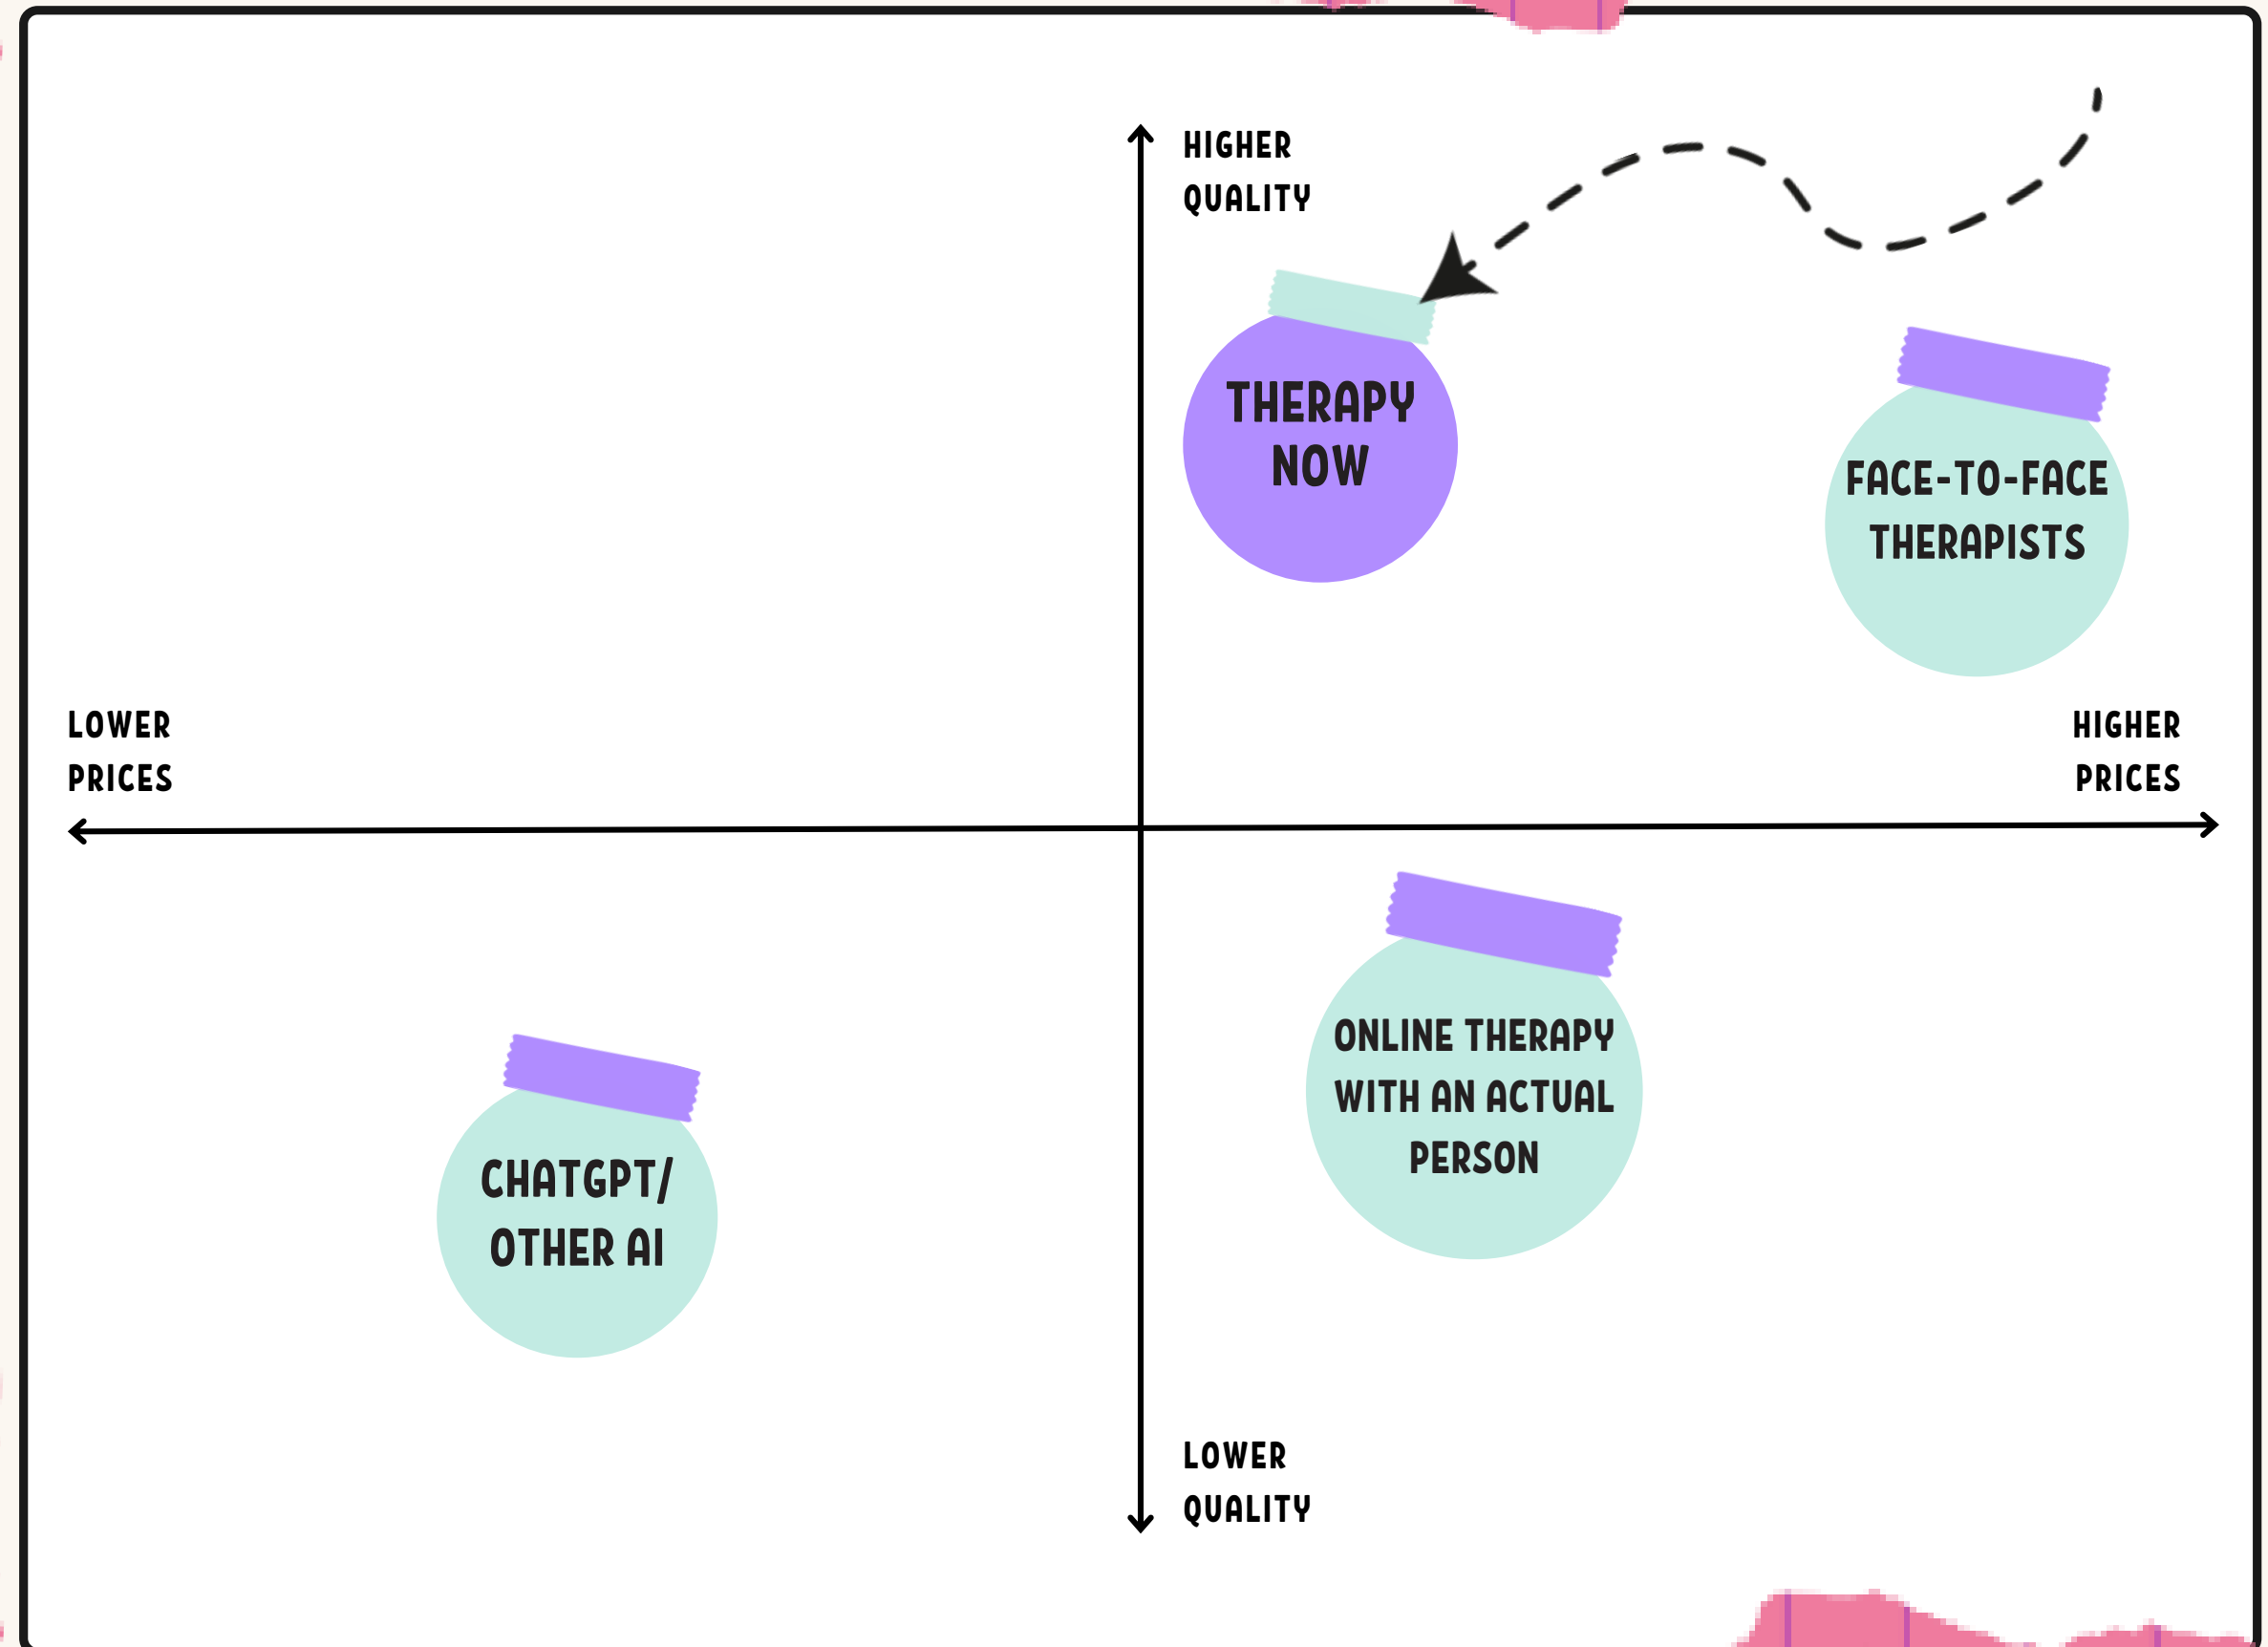 HIGHER
QUALITY
THERAPY
NOW
FACE-TO-FACE
THERAPISTS
LOWER
PRICES
HIGHER
PRICES
ONLINE THERAPY
WITH AN ACTUAL
PERSON
CHATGPT/
OTHER AI
LOWER
QUALITY